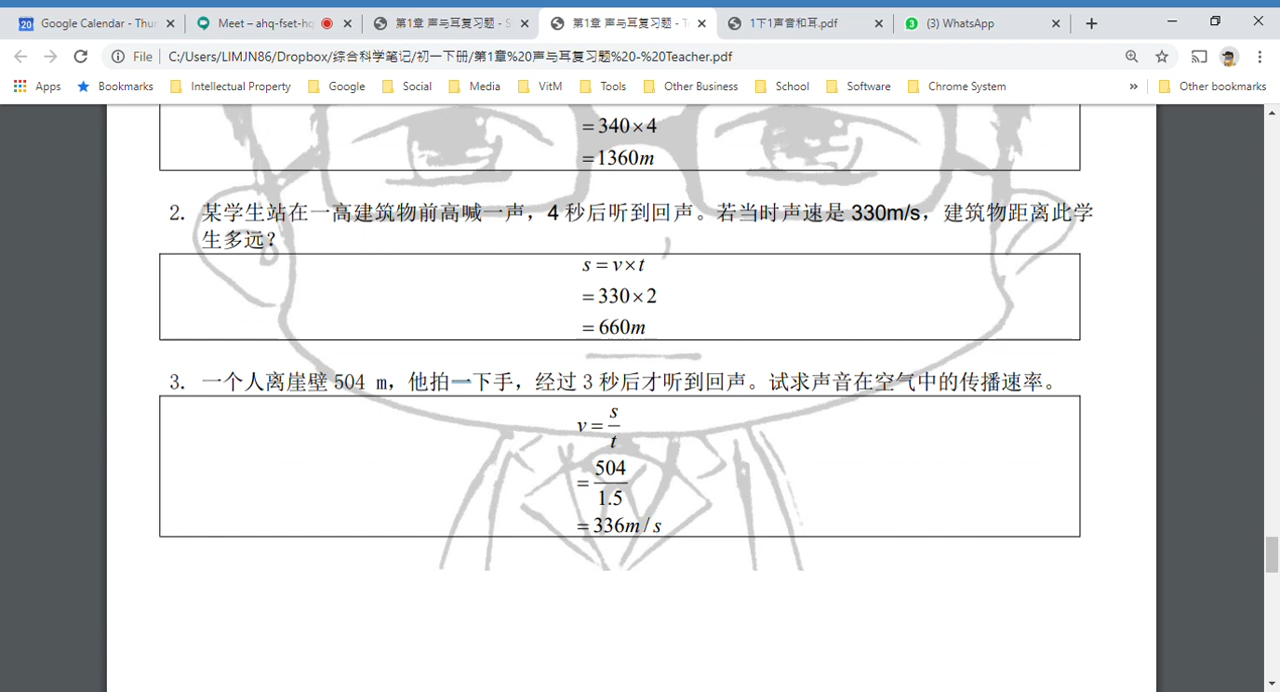 20 Google Calendar - Thur
Meet – ahq-fset-hq
第1章 声与耳复习题 - S
第1章 声与耳复习题 - T
1下1声音和耳.pdf
3 (3) WhatsApp
File C:/Users/LIMJN86/Dropbox/综合科学笔记/初一下册/第1章%20声与耳复习题%20-%20Teacher.pdf
Apps Bookmarks Intellectual Property Google Social Media VitM Tools Other Business School Software Chrome System » Other bookmarks
=340×4
=1360m
2. 某学生站在一高建筑物前高喊一声，4 秒后听到回声。若当时声速是 330m/s，建筑物距离此学
生多远？
s=v×t
=330×2
=660m
3. 一个人离崖壁 504 m，他拍一下手，经过 3 秒后才听到回声。试求声音在空气中的传播速率。
v=s/t
=504/1.5
=336m/s